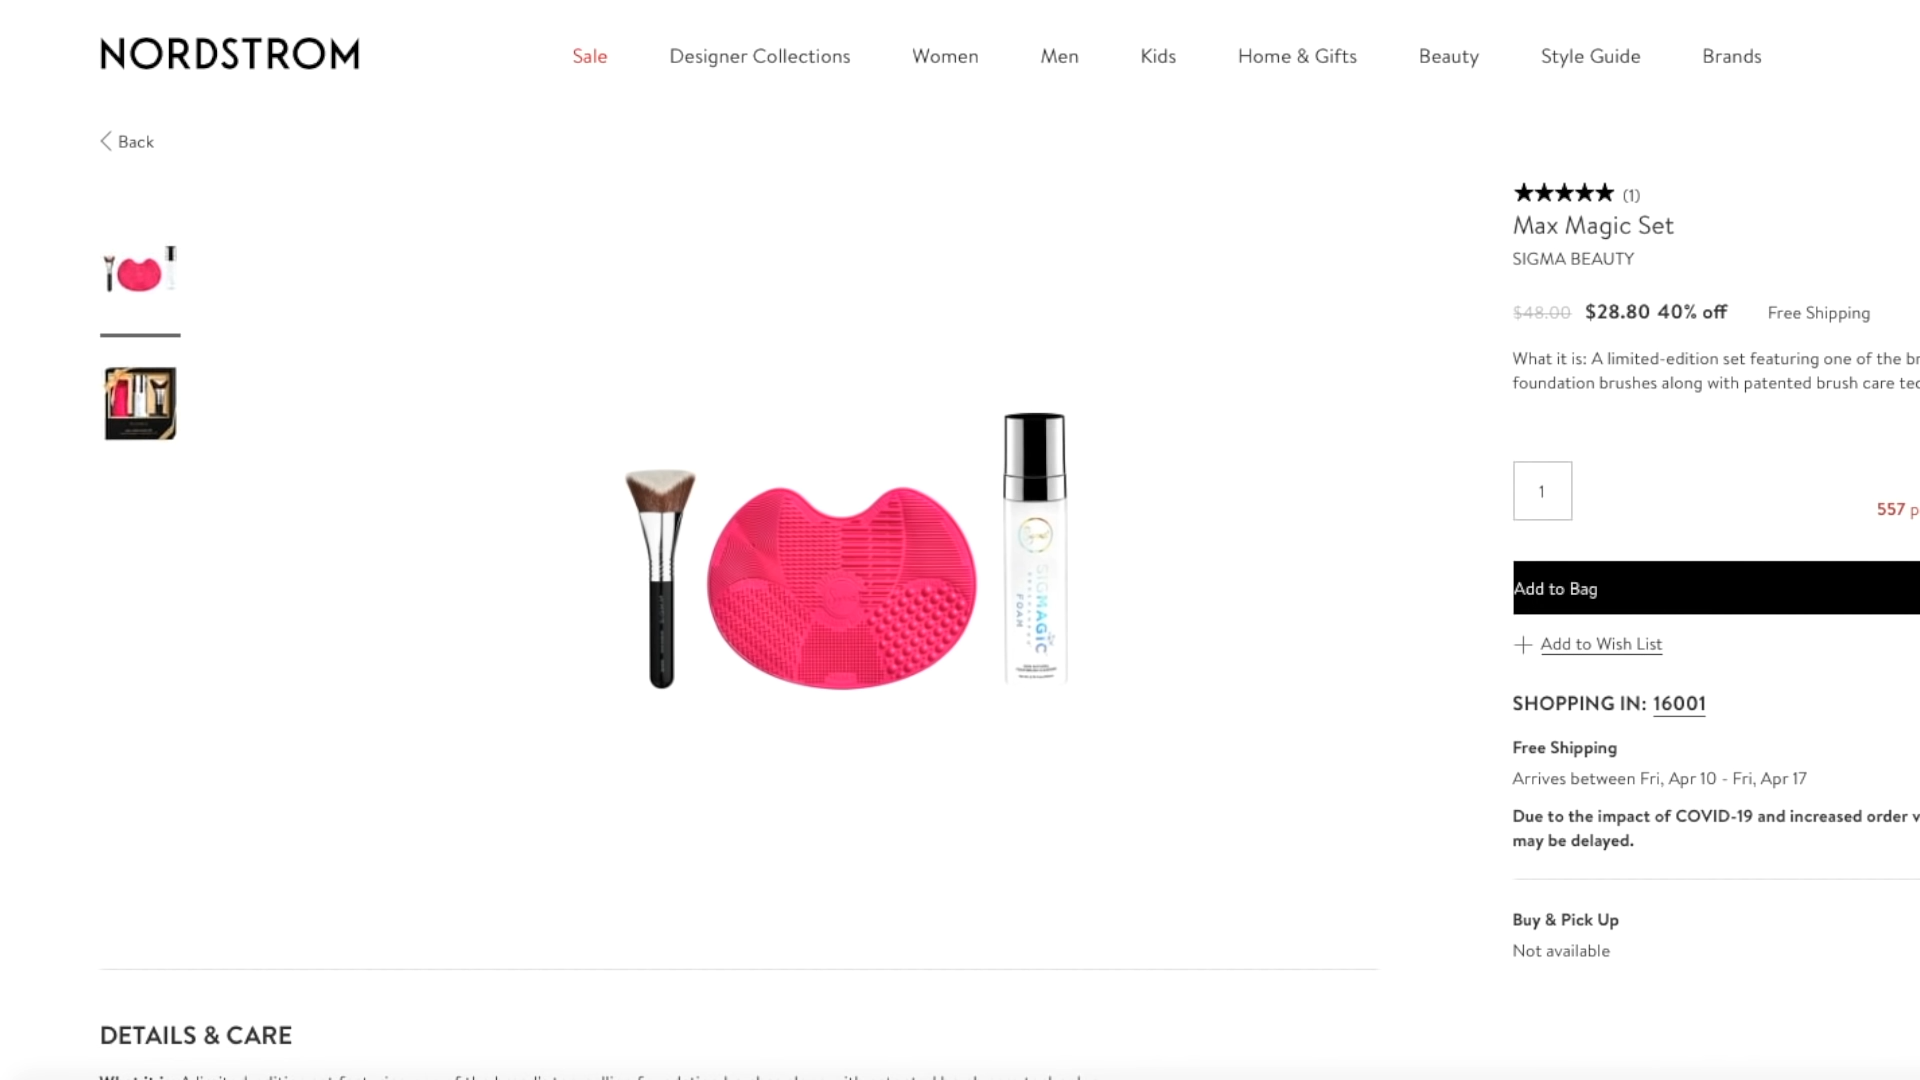 NORDSTROM
Sale Designer Collections Women Men Kids Home & Gifts Beauty Style Guide Brands
Back
(1)
Max Magic Set
SIGMA BEAUTY
$48.00 $28.80 40% off Free Shipping
What it is: A limited-edition set featuring one of the
foundation brushes along with patented brush care
1
557
Add to Bag
Add to Wish List
SHOPPING IN: 16001
Free Shipping
Arrives between Fri, Apr 10 - Fri, Apr 17
Due to the impact of COVID-19 and increased order
may be delayed.
Buy & Pick Up
Not available
SIGMAGIC
FOAM
DETAILS & CARE